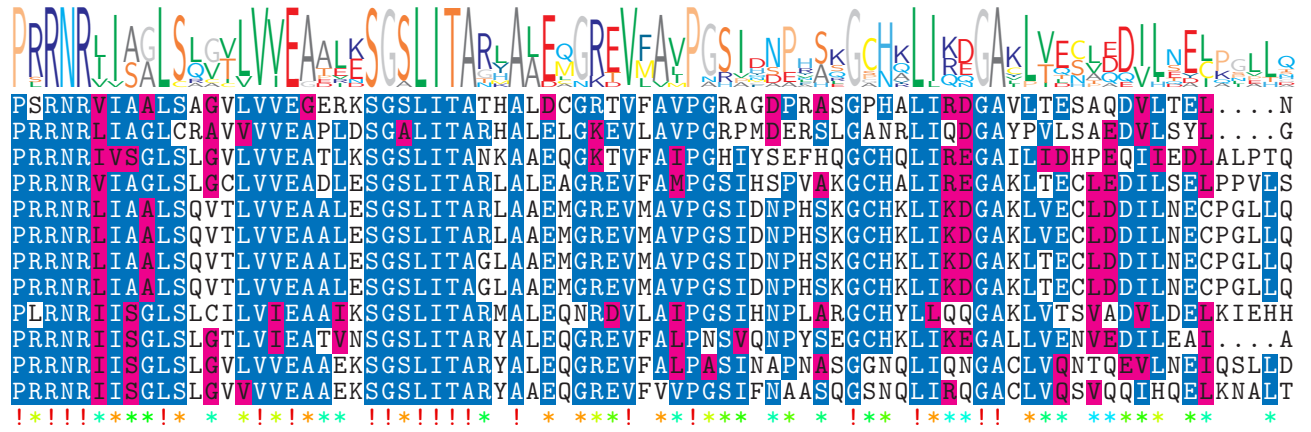 PSRNRVIAALSAGVLVVEGERKSGSLITATHALDCGRTVFAVPGRAGDPRASGPHALIRDGAVLTESAQDVLTEL....N
PRRNRLIAGLCRAVVVVEAPLDSGALITARHALELGKEVLAVPGRPMDERSLGANRLIQDGAYPVLSAEDVLSYL....G
PRRNRIVSGLSLGVLVVEATLKSGSLITANKAAEQGKTVFAIPGHIYSEFHQGCHQLIREGAILIDHPEQIIEDLALPTQ
PRRNRVIAGLSLGCLVVEADLESGSLITARLALEAGREVFAMPGSIHSPVAKGCHALIREGAKLTECLEDILSELPPVLS
PRRNRLIAALSQVTLVVEAALESGSLITARLAAEMGREVMAVPGSIDNPHSKGCHKLIKDGAKLVECLDDILNECPGLLQ
PRRNRLIAALSQVTLVVEAALESGSLITARLAAEMGREVMAVPGSIDNPHSKGCHKLIKDGAKLVECLDDILNECPGLLQ
PRRNRLIAALSQVTLVVEAALESGSLITAGLAAEMGREVMAVPGSIDNPHSKGCHKLIKDGAKLTECLDDILNECPGLLQ
PRRNRLIAALSQVTLVVEAALESGSLITAGLAAEMGREVMAVPGSIDNPHSKGCHKLIKDGAKLTECLDDILNECPGLLQ
PLRNRIISGLSLCILVIEAAIKSGSLITARMALEQNRDVLAIPGSIHNPLARGCHYLLQQGAKLVTSVADVLDELKIEHH
PRRNRIISGLSLGTLVIEATVNSGSLITARYALEQGREVFALPNSVQNPYSEGCHKLIKEGALLVENVEDILEAI....A
PRRNRIISGLSLGVLVVEAAEKSGSLITARYALEQGREVFALPASINAPNASGGNQLIQNGACLVQNTQEVLNEIQSLLD
PRRNRIISGLSLGVVVVEAAEKSGSLITARYAAEQGREVFVVPGSIFNAASQGSNQLIRQGACLVQSVQQIHQELKNALT